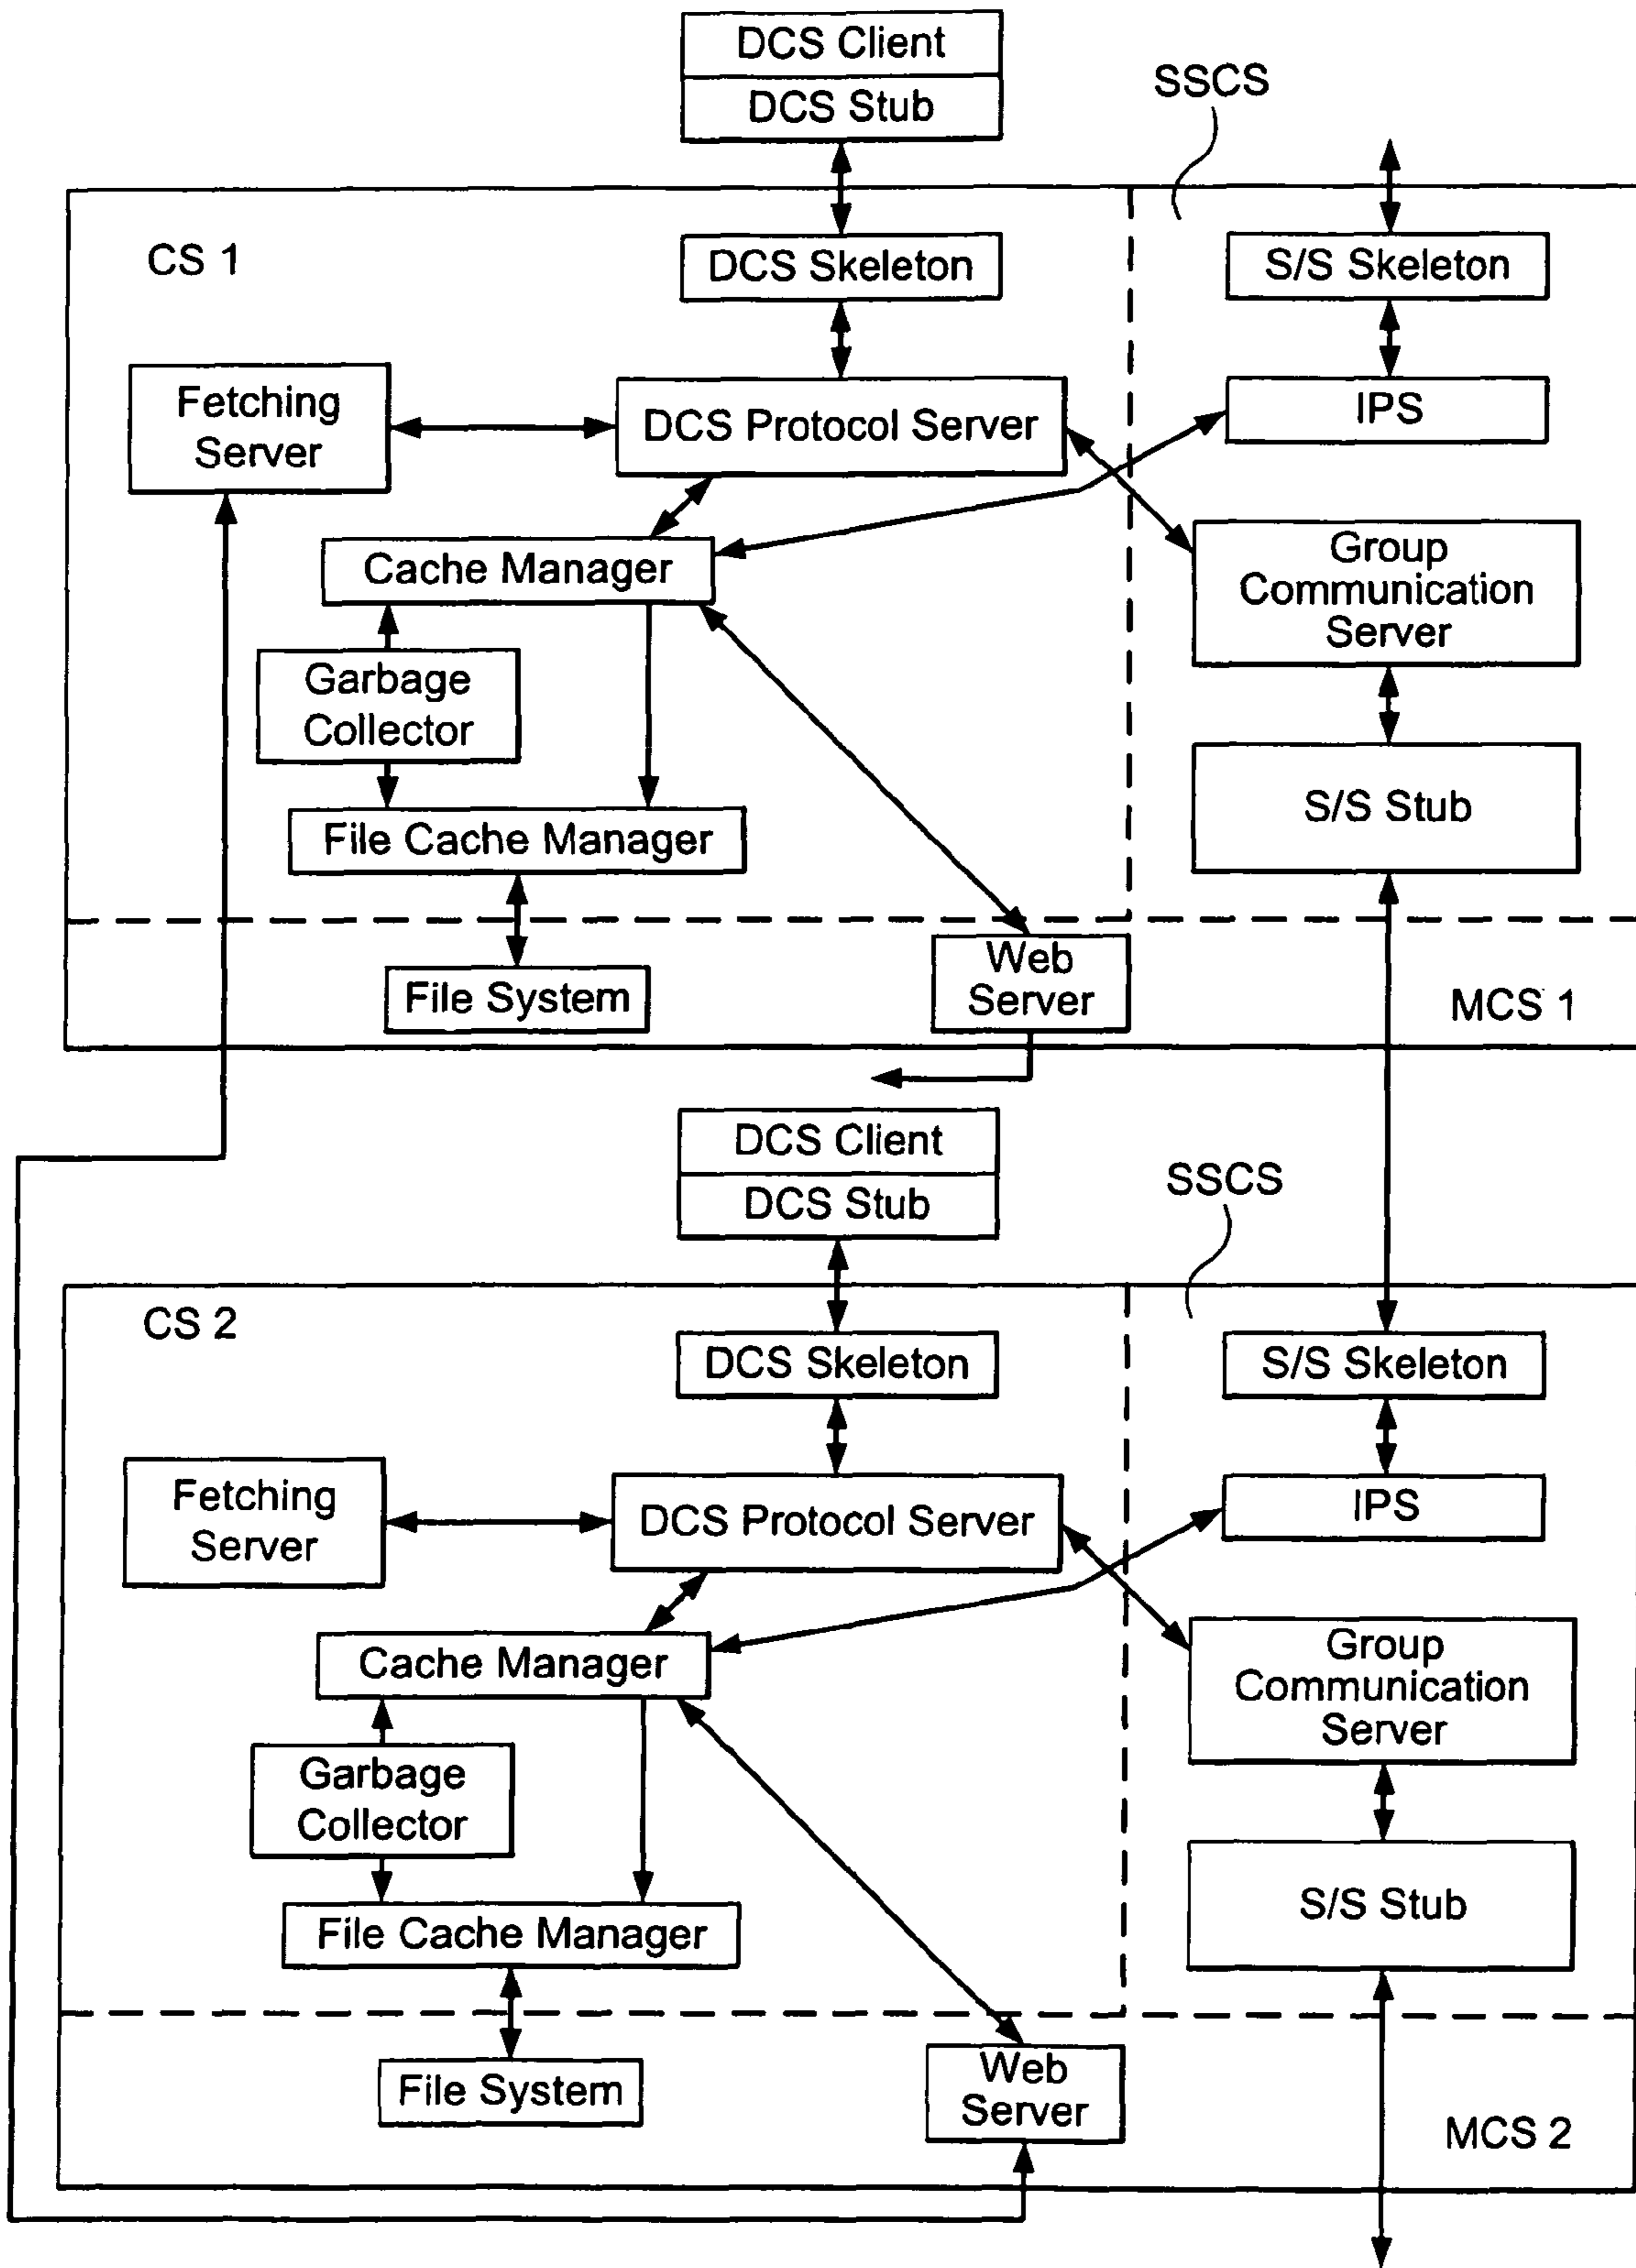 DCS Client
DCS Stub
SSCS
CS 1
DCS Skeleton
S/S Skeleton
Fetching
Server
DCS Protocol Server
IPS
Cache Manager
Group
Communication
Server
Garbage
Collector
S/S Stub
File Cache Manager
File System
Web
Server
MCS 1
DCS Client
DCS Stub
SSCS
CS 2
DCS Skeleton
S/S Skeleton
Fetching
Server
DCS Protocol Server
IPS
Cache Manager
Group
Communication
Server
Garbage
Collector
S/S Stub
File Cache Manager
File System
Web
Server
MCS 2